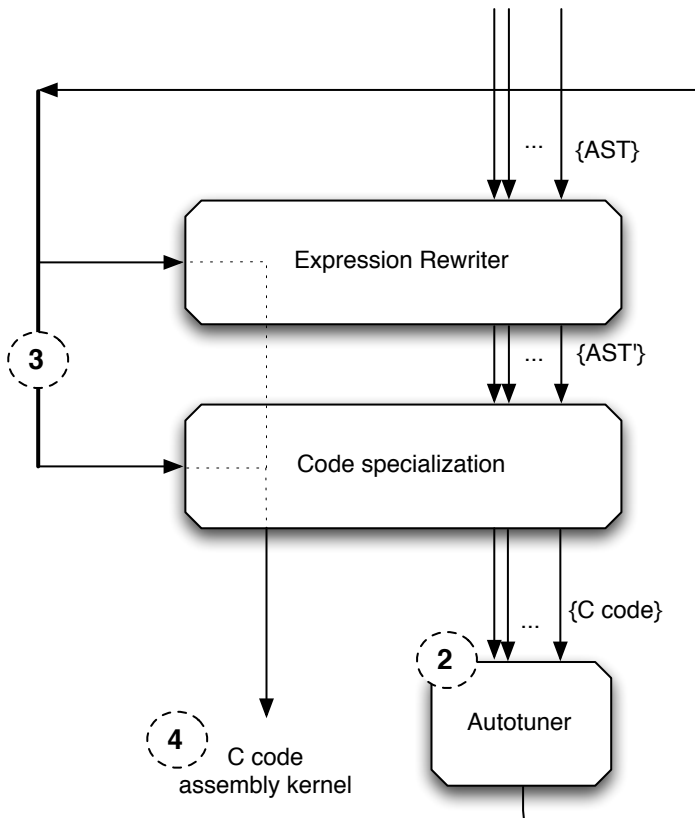 ...
{AST}
Expression Rewriter
...
{AST'}
3
Code specialization
...
{C code}
2
Autotuner
4
C code
assembly kernel